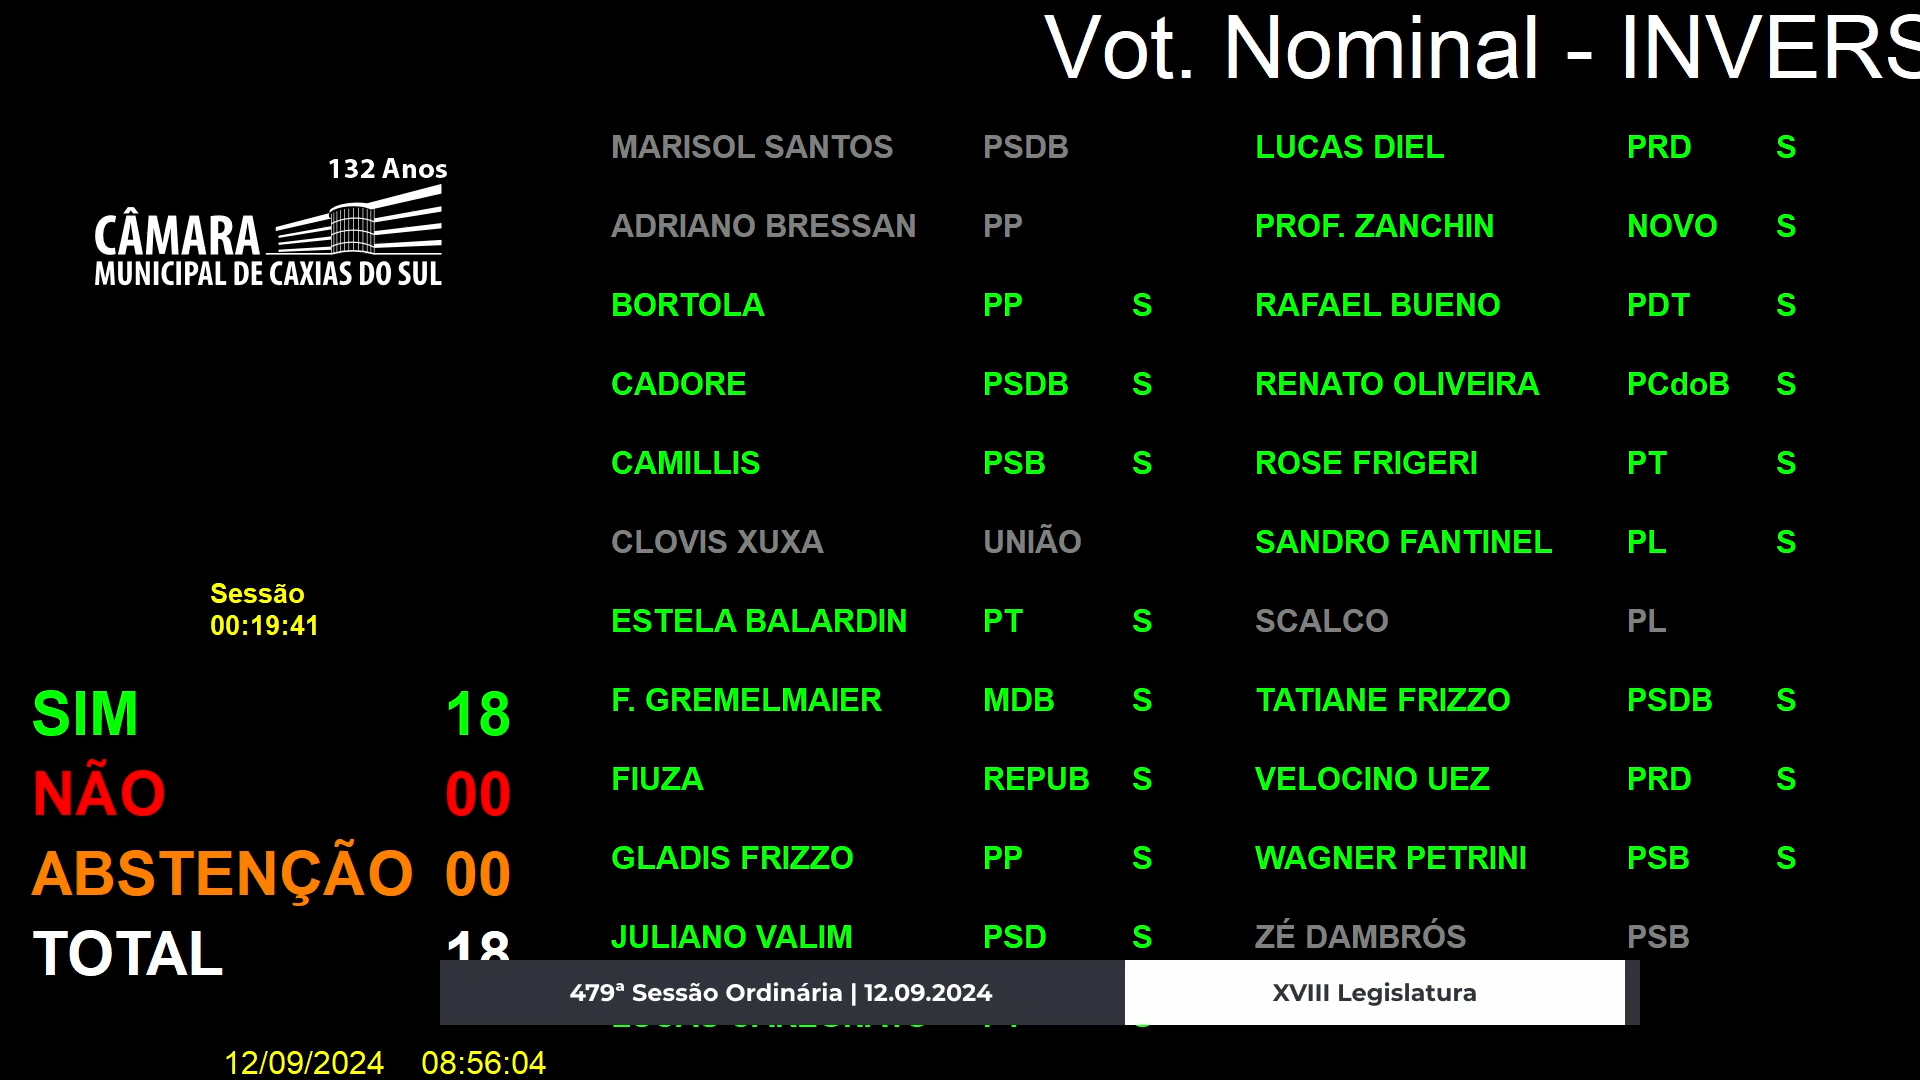 Vot. Nominal - INVERS
132 Anos
CÂMARA
MUNICIPAL DE CAXIAS DO SUL
MARISOL SANTOS PSDB
ADRIANO BRESSAN PP
BORTOLA PP S
CADORE PSDB S
CAMILLIS PSB S
CLOVIS XUXA UNIÃO
ESTELA BALARDIN PT S
F. GREMELMAIER MDB S
FIUZA REPUB S
GLADIS FRIZZO PP S
JULIANO VALIM PSD S
LUCAS DIEL PRD S
PROF. ZANCHIN NOVO S
RAFAEL BUENO PDT S
RENATO OLIVEIRA PCdoB S
ROSE FRIGERI PT S
SANDRO FANTINEL PL S
SCALCO PL
TATIANE FRIZZO PSDB S
VELOCINO UEZ PRD S
WAGNER PETRINI PSB S
ZÉ DAMBRÓS PSB
Sessão
00:19:41
SIM 18
NÃO 00
ABSTENÇÃO 00
TOTAL 18
479ª Sessão Ordinária | 12.09.2024
XVIII Legislatura
12/09/2024 08:56:04